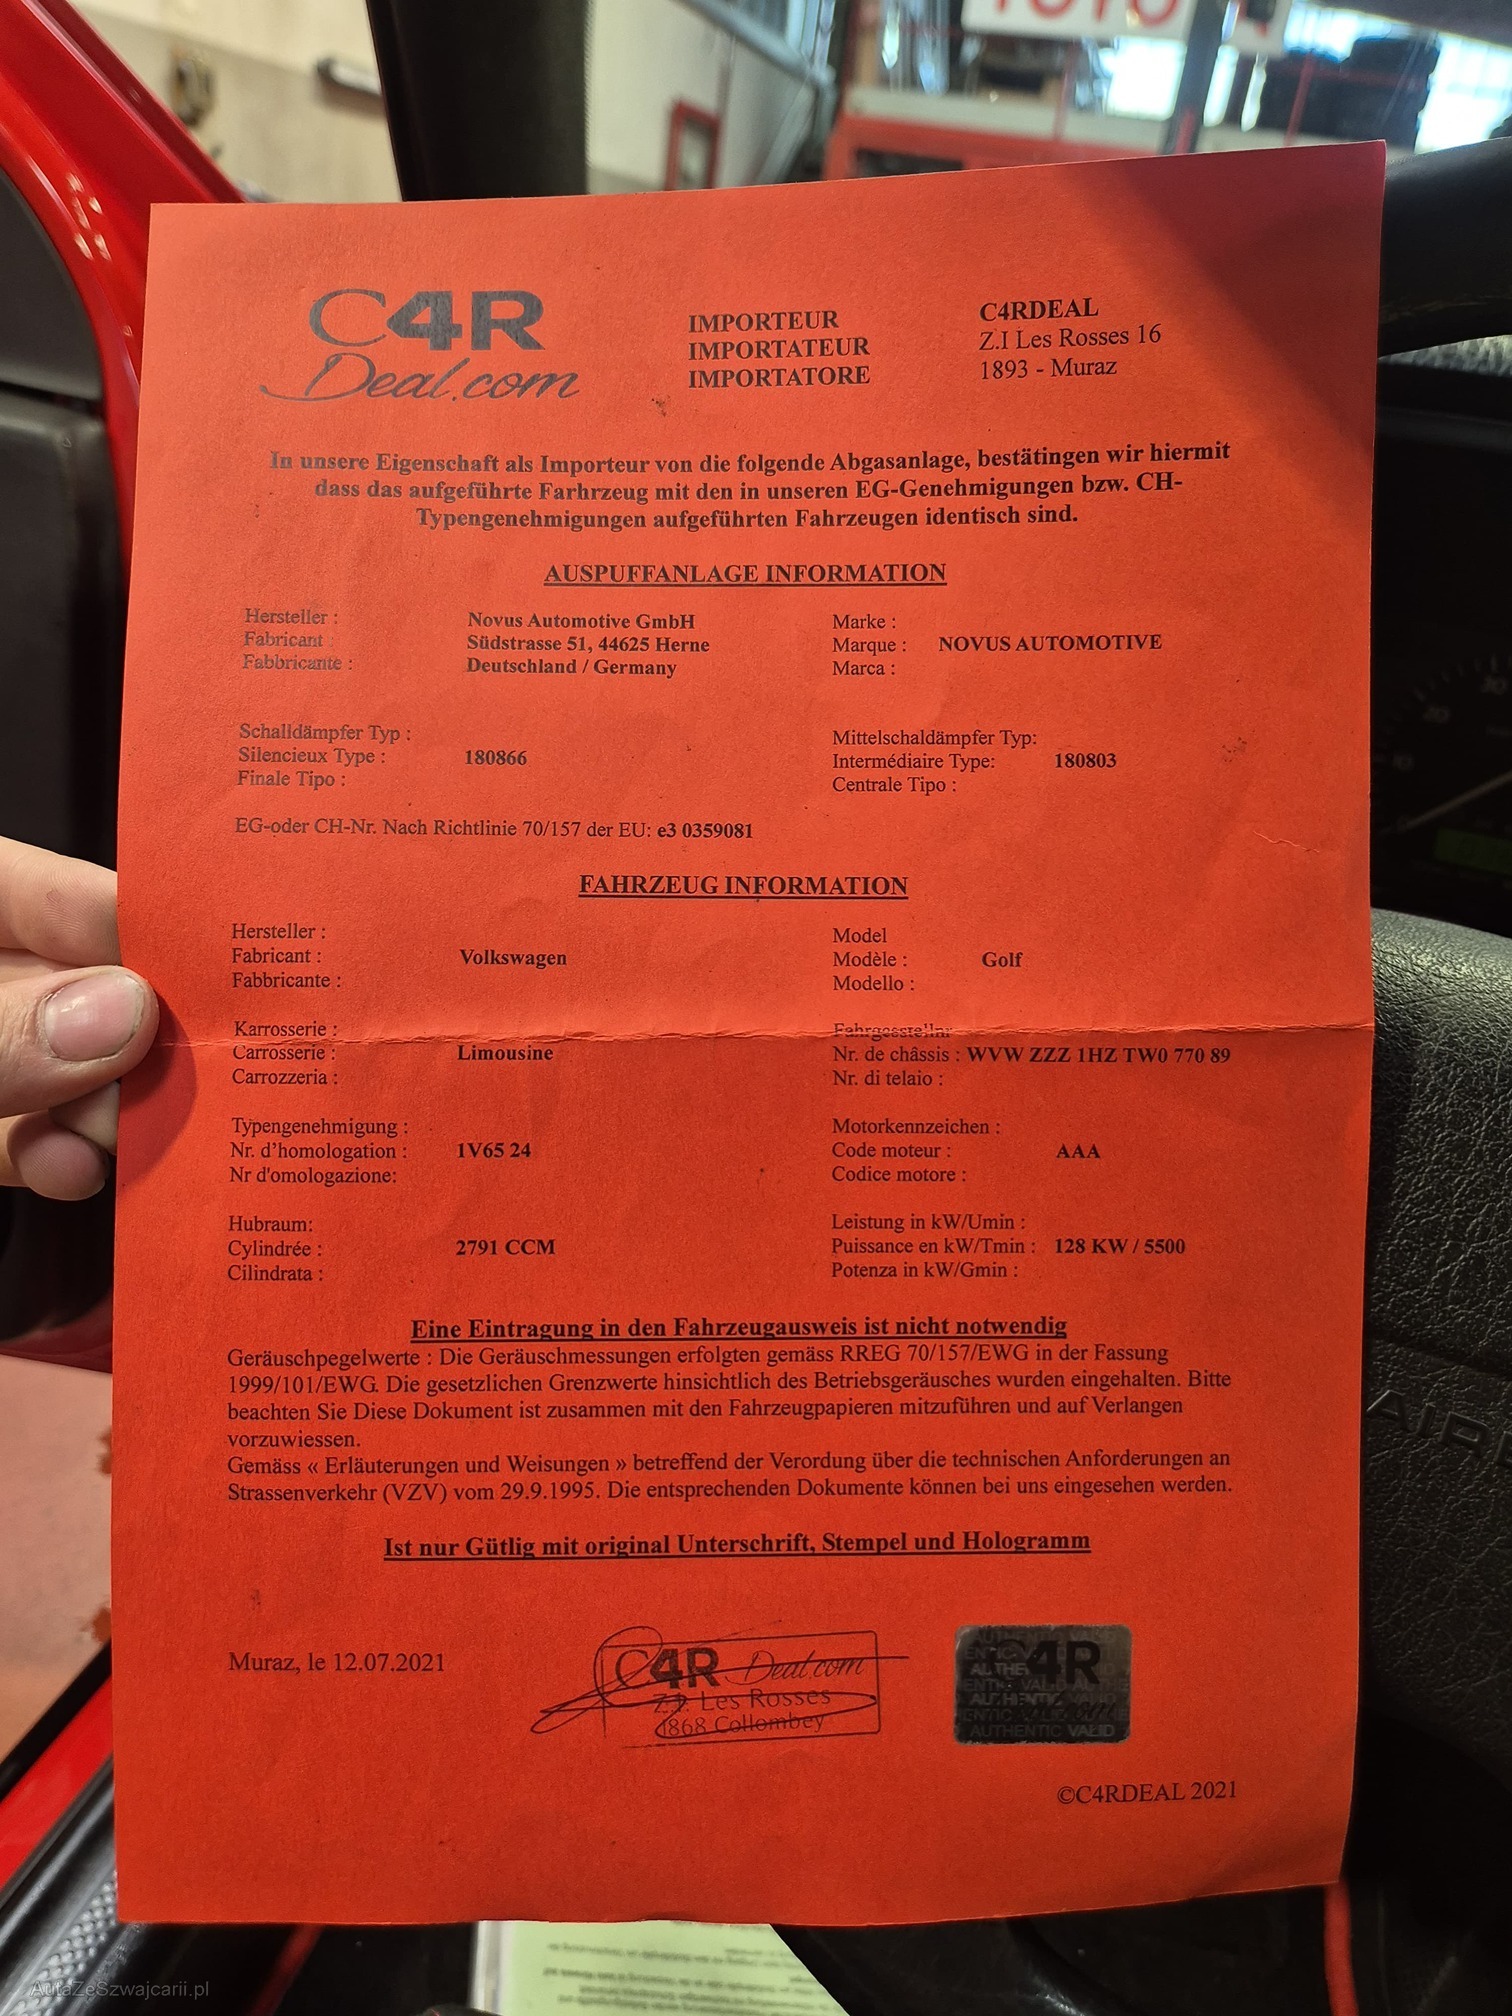 C4R
Deal.com
IMPORTEUR
IMPORTATEUR
IMPORTATORE
C4RDEAL
Z.I Les Rosses 16
1893 - Muraz
In unsere Eigenschaft als Importeur von die folgende Abgasanlage, bestätingen wir hiermit
dass das aufgeführte Farhrzeug mit den in unseren EG-Genehmigungen bzw. CH-
Typengenehmigungen aufgeführten Fahrzeugen identisch sind.
AUSPUFFANLAGE INFORMATION
Hersteller :
Fabricant :
Fabbricante :
Novus Automotive GmbH
Südstrasse 51, 44625 Herne
Deutschland / Germany
Marke :
Marque : NOVUS AUTOMOTIVE
Marca :
Schalldämpfer Typ :
Silencieux Type : 180866
Finale Tipo :
Mittelschaldämpfer Typ:
Intermédiaire Type: 180803
Centrale Tipo :
EG-oder CH-Nr. Nach Richtlinie 70/157 der EU: e3 0359081
FAHRZEUG INFORMATION
Hersteller :
Fabricant : Volkswagen
Fabbricante :
Model
Modèle : Golf
Modello :
Karrosserie :
Carrosserie : Limousine
Carrozzeria :
Fahrgestellnr
Nr. de châssis : WVW ZZZ 1HZ TW0 770 89
Nr. di telaio :
Typengenehmigung :
Nr. d'homologation : 1V65 24
Nr d'omologazione:
Motorkennzeichen :
Code moteur : AAA
Codice motore :
Hubraum:
Cylindrée : 2791 CCM
Cilindrata :
Leistung in kW/Umin :
Puissance en kW/Tmin : 128 KW / 5500
Potenza in kW/Gmin :
Eine Eintragung in den Fahrzeugausweis ist nicht notwendig
Geräuschpegelwerte : Die Geräuschmessungen erfolgten gemäss RREG 70/157/EWG in der Fassung
1999/101/EWG. Die gesetzlichen Grenzwerte hinsichtlich des Betriebsgeräusches wurden eingehalten. Bitte
beachten Sie Diese Dokument ist zusammen mit den Fahrzeugpapieren mitzuführen und auf Verlangen
vorzuwiessen.
Gemäss « Erläuterungen und Weisungen » betreffend der Verordung über die technischen Anforderungen an
Strassenverkehr (VZV) vom 29.9.1995. Die entsprechenden Dokumente können bei uns eingesehen werden.
Ist nur Gütlig mit original Unterschrift, Stempel und Hologramm
Muraz, le 12.07.2021
C4R Deal.com
Z.I. Les Rosses
1868 Collombey
C4R
AUTHENTIC VALID
©C4RDEAL 2021
AutaZeSzwajcarii.pl